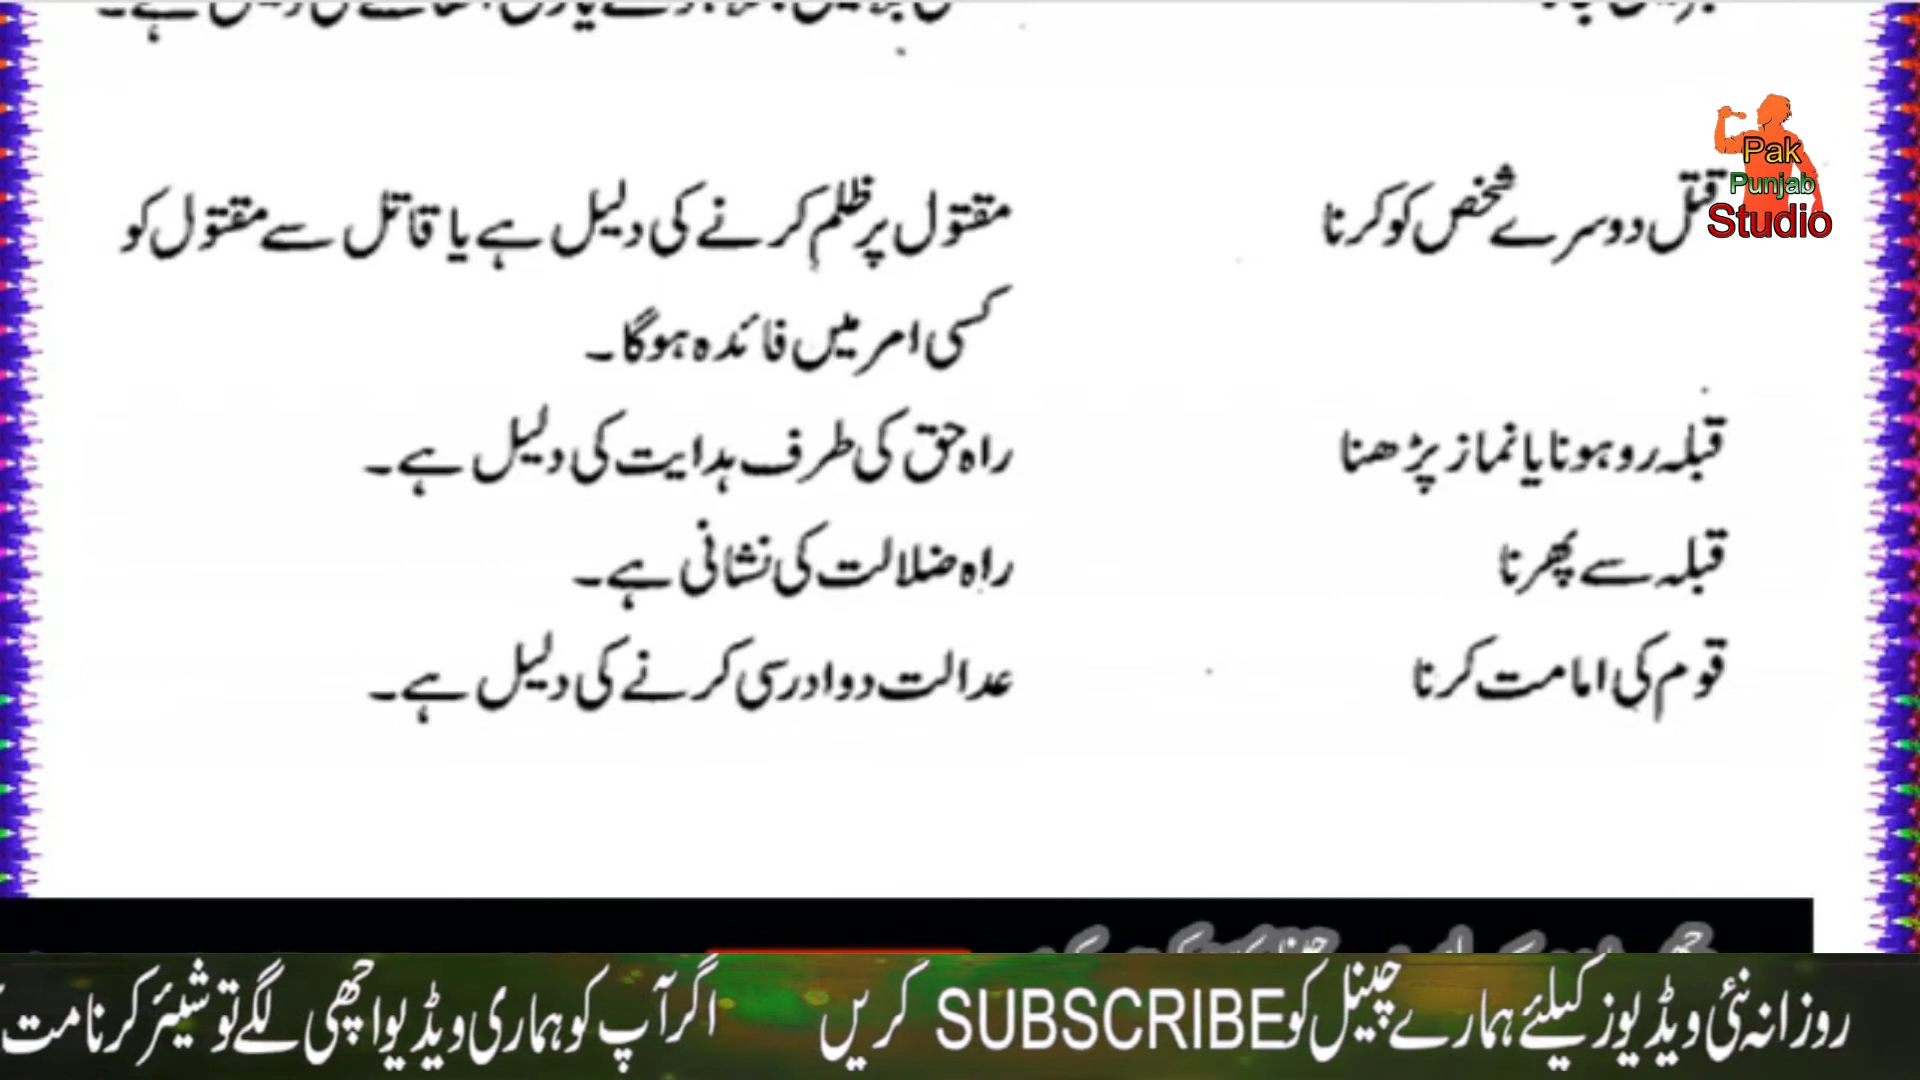 Pak
Punjab
Studio
قتل دوسرے شخص کو کرنا مقتول پر ظلم کرنے کی دلیل ہے یا قاتل سے مقتول کو
کسی امر میں فائدہ ہوگا۔
قبلہ رو ہونا یا نماز پڑھنا راہ حق کی طرف ہدایت کی دلیل ہے۔
قبلہ سے پھرنا راہ ضلالت کی نشانی ہے۔
قوم کی امامت کرنا عدالت و دادرسی کرنے کی دلیل ہے۔
روزانہ نئی ویڈیوز کیلئے ہمارے چینل کو SUBSCRIBE کریں اگر آپ کو ہماری ویڈیو اچھی لگے تو شیئر کرنا مت